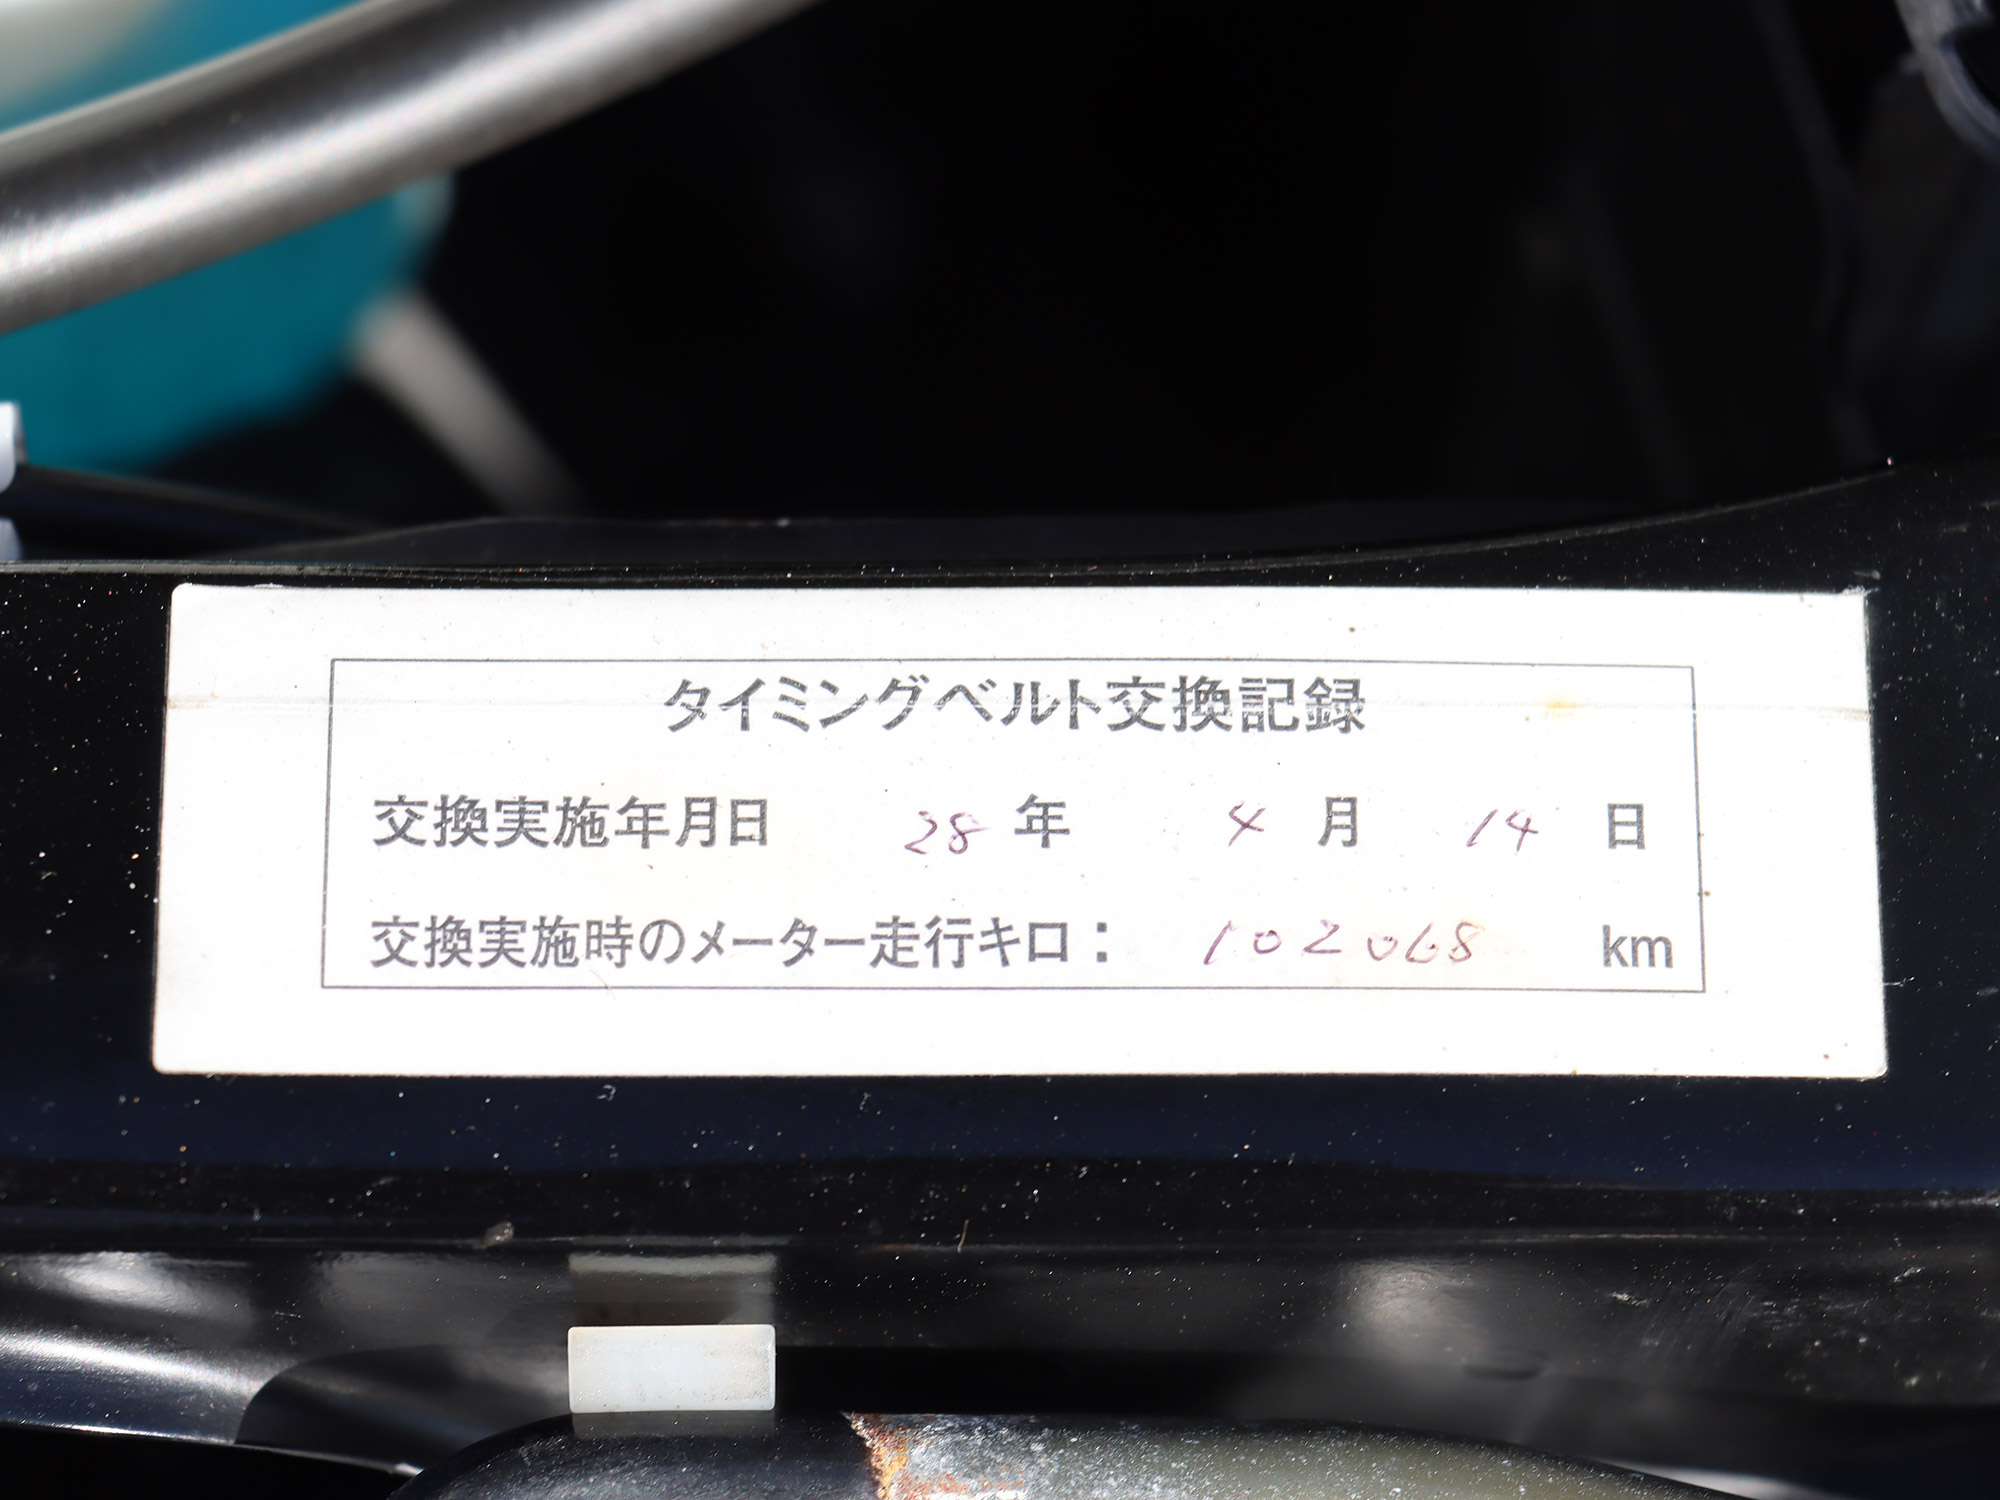 タイミングベルト交換記録
交換実施年月日 28 年 4 月 14 日
交換実施時のメーター走行キロ： 102068 km